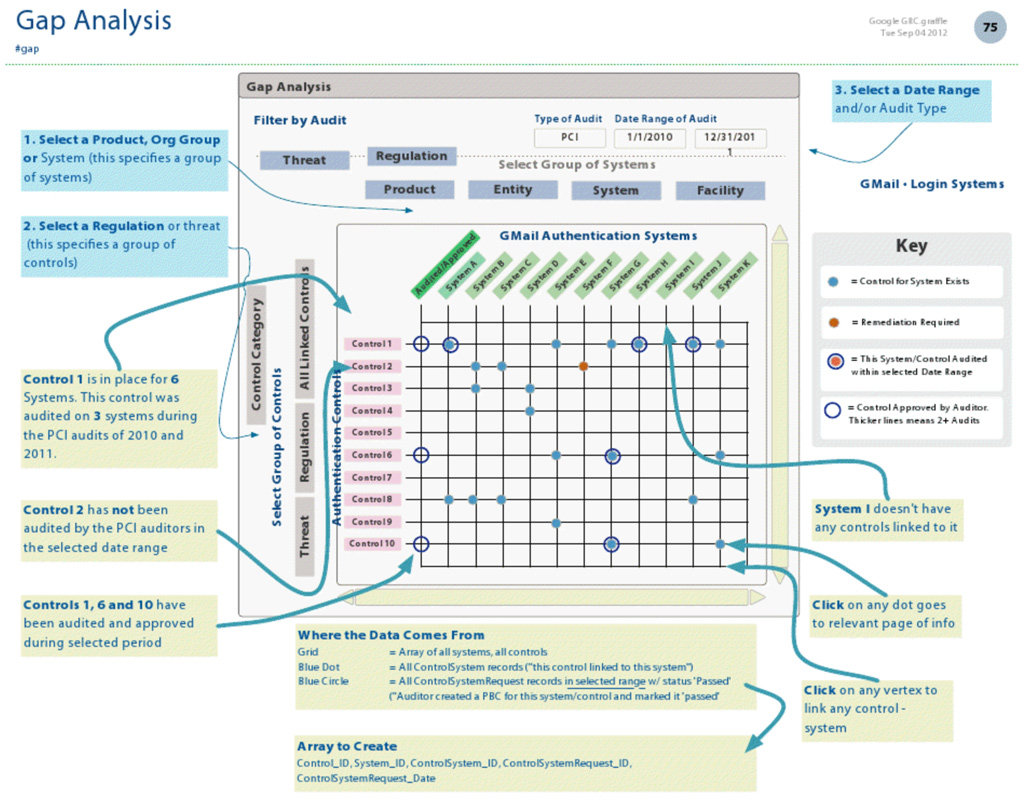 Gap Analysis
#gap
Google GRC.graffle
Tue Sep 04 2012
75
Gap Analysis
Filter by Audit
Type of Audit
Date Range of Audit
PCI
1/1/2010
12/31/201
1
Threat
Regulation
Select Group of Systems
Product
Entity
System
Facility
1. Select a Product, Org Group
or System (this specifies a group
of systems)
2. Select a Regulation or threat
(this specifies a group of
controls)
3. Select a Date Range
and/or Audit Type
GMail • Login Systems
GMail Authentication Systems
Audited/Approved
System A
System B
System C
System D
System E
System F
System G
System H
System I
System J
System K
Control Category
Select Group of Controls
All Linked Controls
Regulation
Threat
Authentication Controls
Control 1
Control 2
Control 3
Control 4
Control 5
Control 6
Control 7
Control 8
Control 9
Control 10
Key
= Control for System Exists
= Remediation Required
= This System/Control Audited
within selected Date Range
= Control Approved by Auditor.
Thicker lines means 2+ Audits
Control 1 is in place for 6
Systems. This control was
audited on 3 systems during
the PCI audits of 2010 and
2011.
Control 2 has not been
audited by the PCI auditors in
the selected date range
Controls 1, 6 and 10 have
been audited and approved
during selected period
System I doesn't have
any controls linked to it
Click on any dot goes
to relevant page of info
Click on any vertex to
link any control -
system
Where the Data Comes From
Grid = Array of all systems, all controls
Blue Dot = All ControlSystem records ("this control linked to this system")
Blue Circle = All ControlSystemRequest records in selected range w/ status 'Passed'
("Auditor created a PBC for this system/control and marked it 'passed'
Array to Create
Control_ID, System_ID, ControlSystem_ID, ControlSystemRequest_ID,
ControlSystemRequest_Date